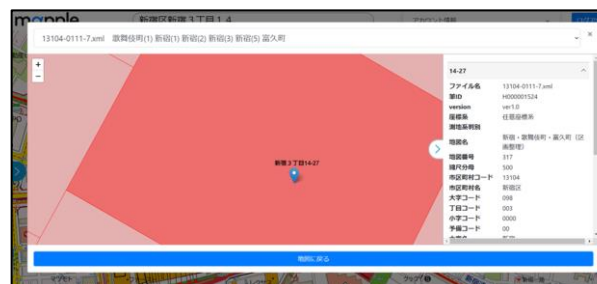 mapple
新宿区新宿3丁目14
アカウント情報
13104-0111-7.xml 歌舞伎町(1) 新宿(1) 新宿(2) 新宿(3) 新宿(5) 富久町
×
+
−
新宿3丁目14-27
14-27
ファイル名 13104-0111-7.xml
筆ID H000001524
version ver1.0
座標系 任意座標系
測地系判別
地図名 新宿・歌舞伎町・富久町(区画整理)
地図番号 317
縮尺分母 500
市区町村コード 13104
市区町村名 新宿区
大字コード 098
丁目コード 003
小字コード 0000
予備コード 00
地図に戻る